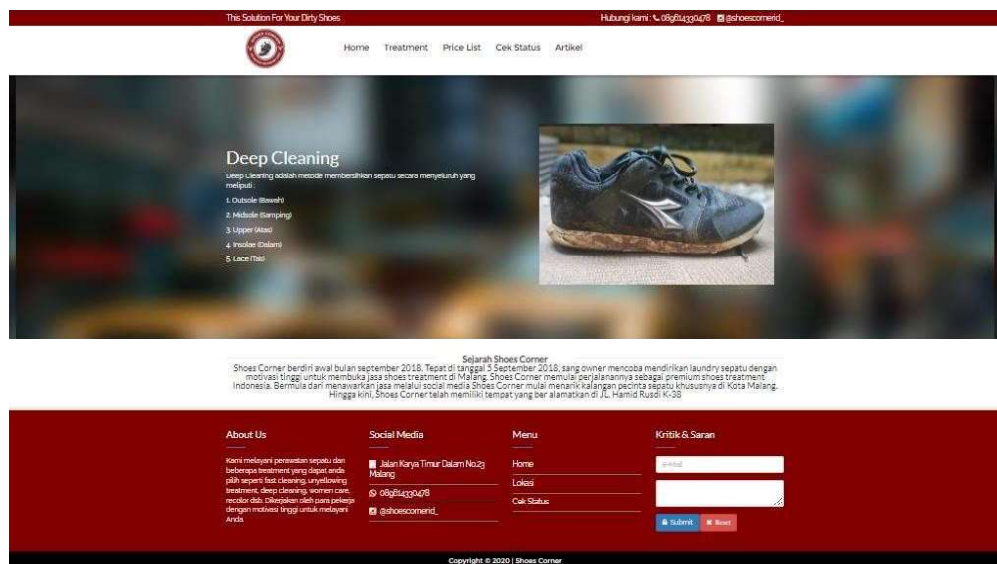 This Solution For Your Dirty Shoes
Hubungi kami : 089614330478 @shoescornerid_
Home Treatment Price List Cek Status Artikel
Deep Cleaning
Deep Cleaning adalah metode membersihkan sepatu secara menyeluruh yang
meliputi :
1. Outsole (Bawah)
2. Midsole (Samping)
3. Upper (Atas)
4. Insolae (Dalam)
5. Lace (Tali)
Sejarah Shoes Corner
Shoes Corner berdiri awal bulan september 2018. Tepat di tanggal 5 September 2018, sang owner mencoba mendirikan laundry sepatu dengan
motivasi tinggi untuk membuka jasa shoes treatment di Malang. Shoes Corner memulai perjalanannya sebagai premium shoes treatment
Indonesia. Bermula dari menawarkan jasa melalui social media Shoes Corner mulai menarik kalangan pecinta sepatu khususnya di Kota Malang.
Hingga kini, Shoes Corner telah memiliki tempat yang ber alamatkan di JL. Hamid Rusdi K-38
About Us
Kami melayani perawatan sepatu dan
beberapa treatment yang dapat anda
pilih seperti fast cleaning, unyellowing
treatment, deep cleaning, women care,
recolor dsb. Dikerjakan oleh para pekerja
dengan motivasi tinggi untuk melayani
Anda.
Social Media
Jalan Karya Timur Dalam No.23
Malang
089614330478
@shoescornerid_
Menu
Home
Lokasi
Cek Status
Kritik & Saran
Submit Reset
Copyright © 2020 | Shoes Corner